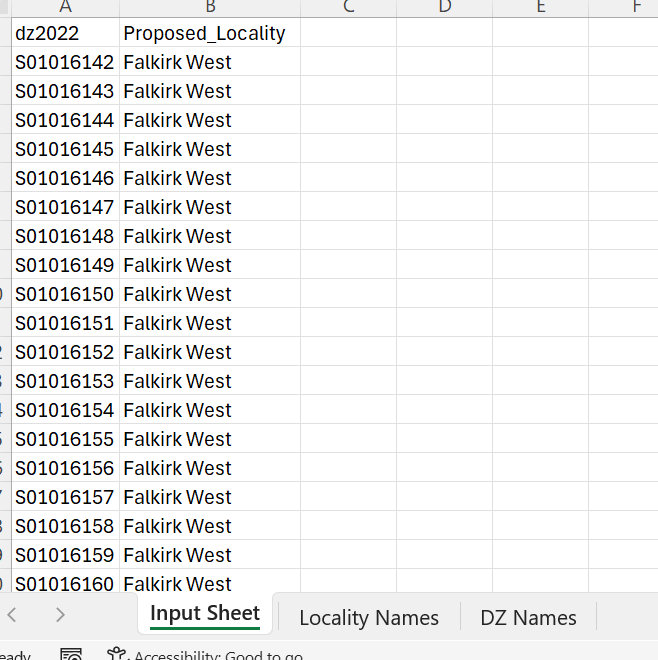 A B C D E F
dz2022 Proposed_Locality
S01016142 Falkirk West
S01016143 Falkirk West
S01016144 Falkirk West
S01016145 Falkirk West
S01016146 Falkirk West
S01016147 Falkirk West
S01016148 Falkirk West
S01016149 Falkirk West
S01016150 Falkirk West
S01016151 Falkirk West
S01016152 Falkirk West
S01016153 Falkirk West
S01016154 Falkirk West
S01016155 Falkirk West
S01016156 Falkirk West
S01016157 Falkirk West
S01016158 Falkirk West
S01016159 Falkirk West
S01016160 Falkirk West
Input Sheet Locality Names DZ Names
Accessibility: Good to go